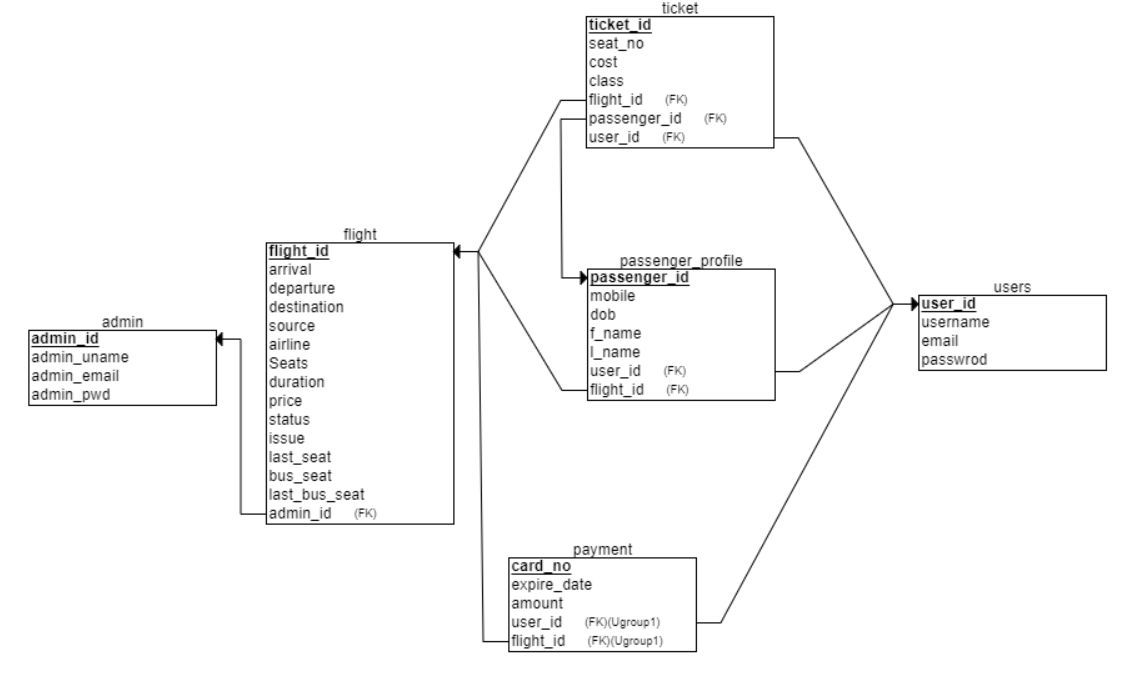 ticket
ticket_id
seat_no
cost
class
flight_id (FK)
passenger_id (FK)
user_id (FK)
flight
flight_id
arrival
departure
destination
source
airline
Seats
duration
price
status
issue
last_seat
bus_seat
last_bus_seat
admin_id (FK)
passenger_profile
passenger_id
mobile
dob
f_name
l_name
user_id (FK)
flight_id (FK)
users
user_id
username
email
passwrod
admin
admin_id
admin_uname
admin_email
admin_pwd
payment
card_no
expire_date
amount
user_id (FK)(Ugroup1)
flight_id (FK)(Ugroup1)